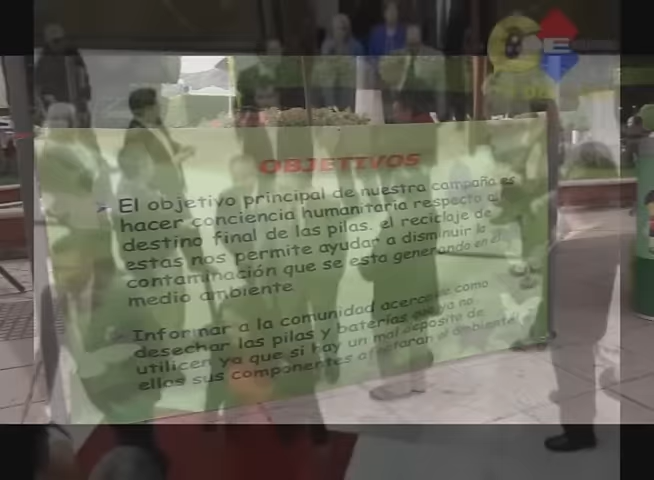 OBJETIVOS
El objetivo principal de nuestra campaña es
hacer conciencia humanitaria respecto al
destino final de las pilas, el reciclaje de
estas nos permite ayudar a disminuir la
contaminación que se esta generando en el
medio ambiente
Informar a la comunidad acerca de como
desechar las pilas y baterías que ya no
utilicen ya que si hay un mal deposito de
ellas sus componentes afectaran el ambiente